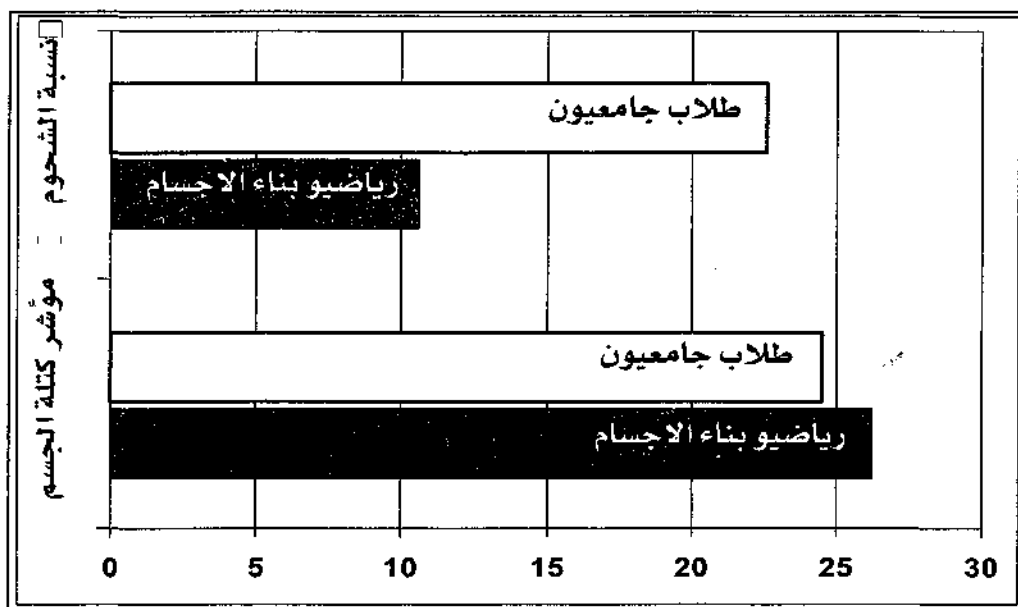 نسبة الشحوم
طلاب جامعيون
رياضيو بناء الاجسام
مؤشر كتلة الجسم
طلاب جامعيون
رياضيو بناء الاجسام
0 5 10 15 20 25 30